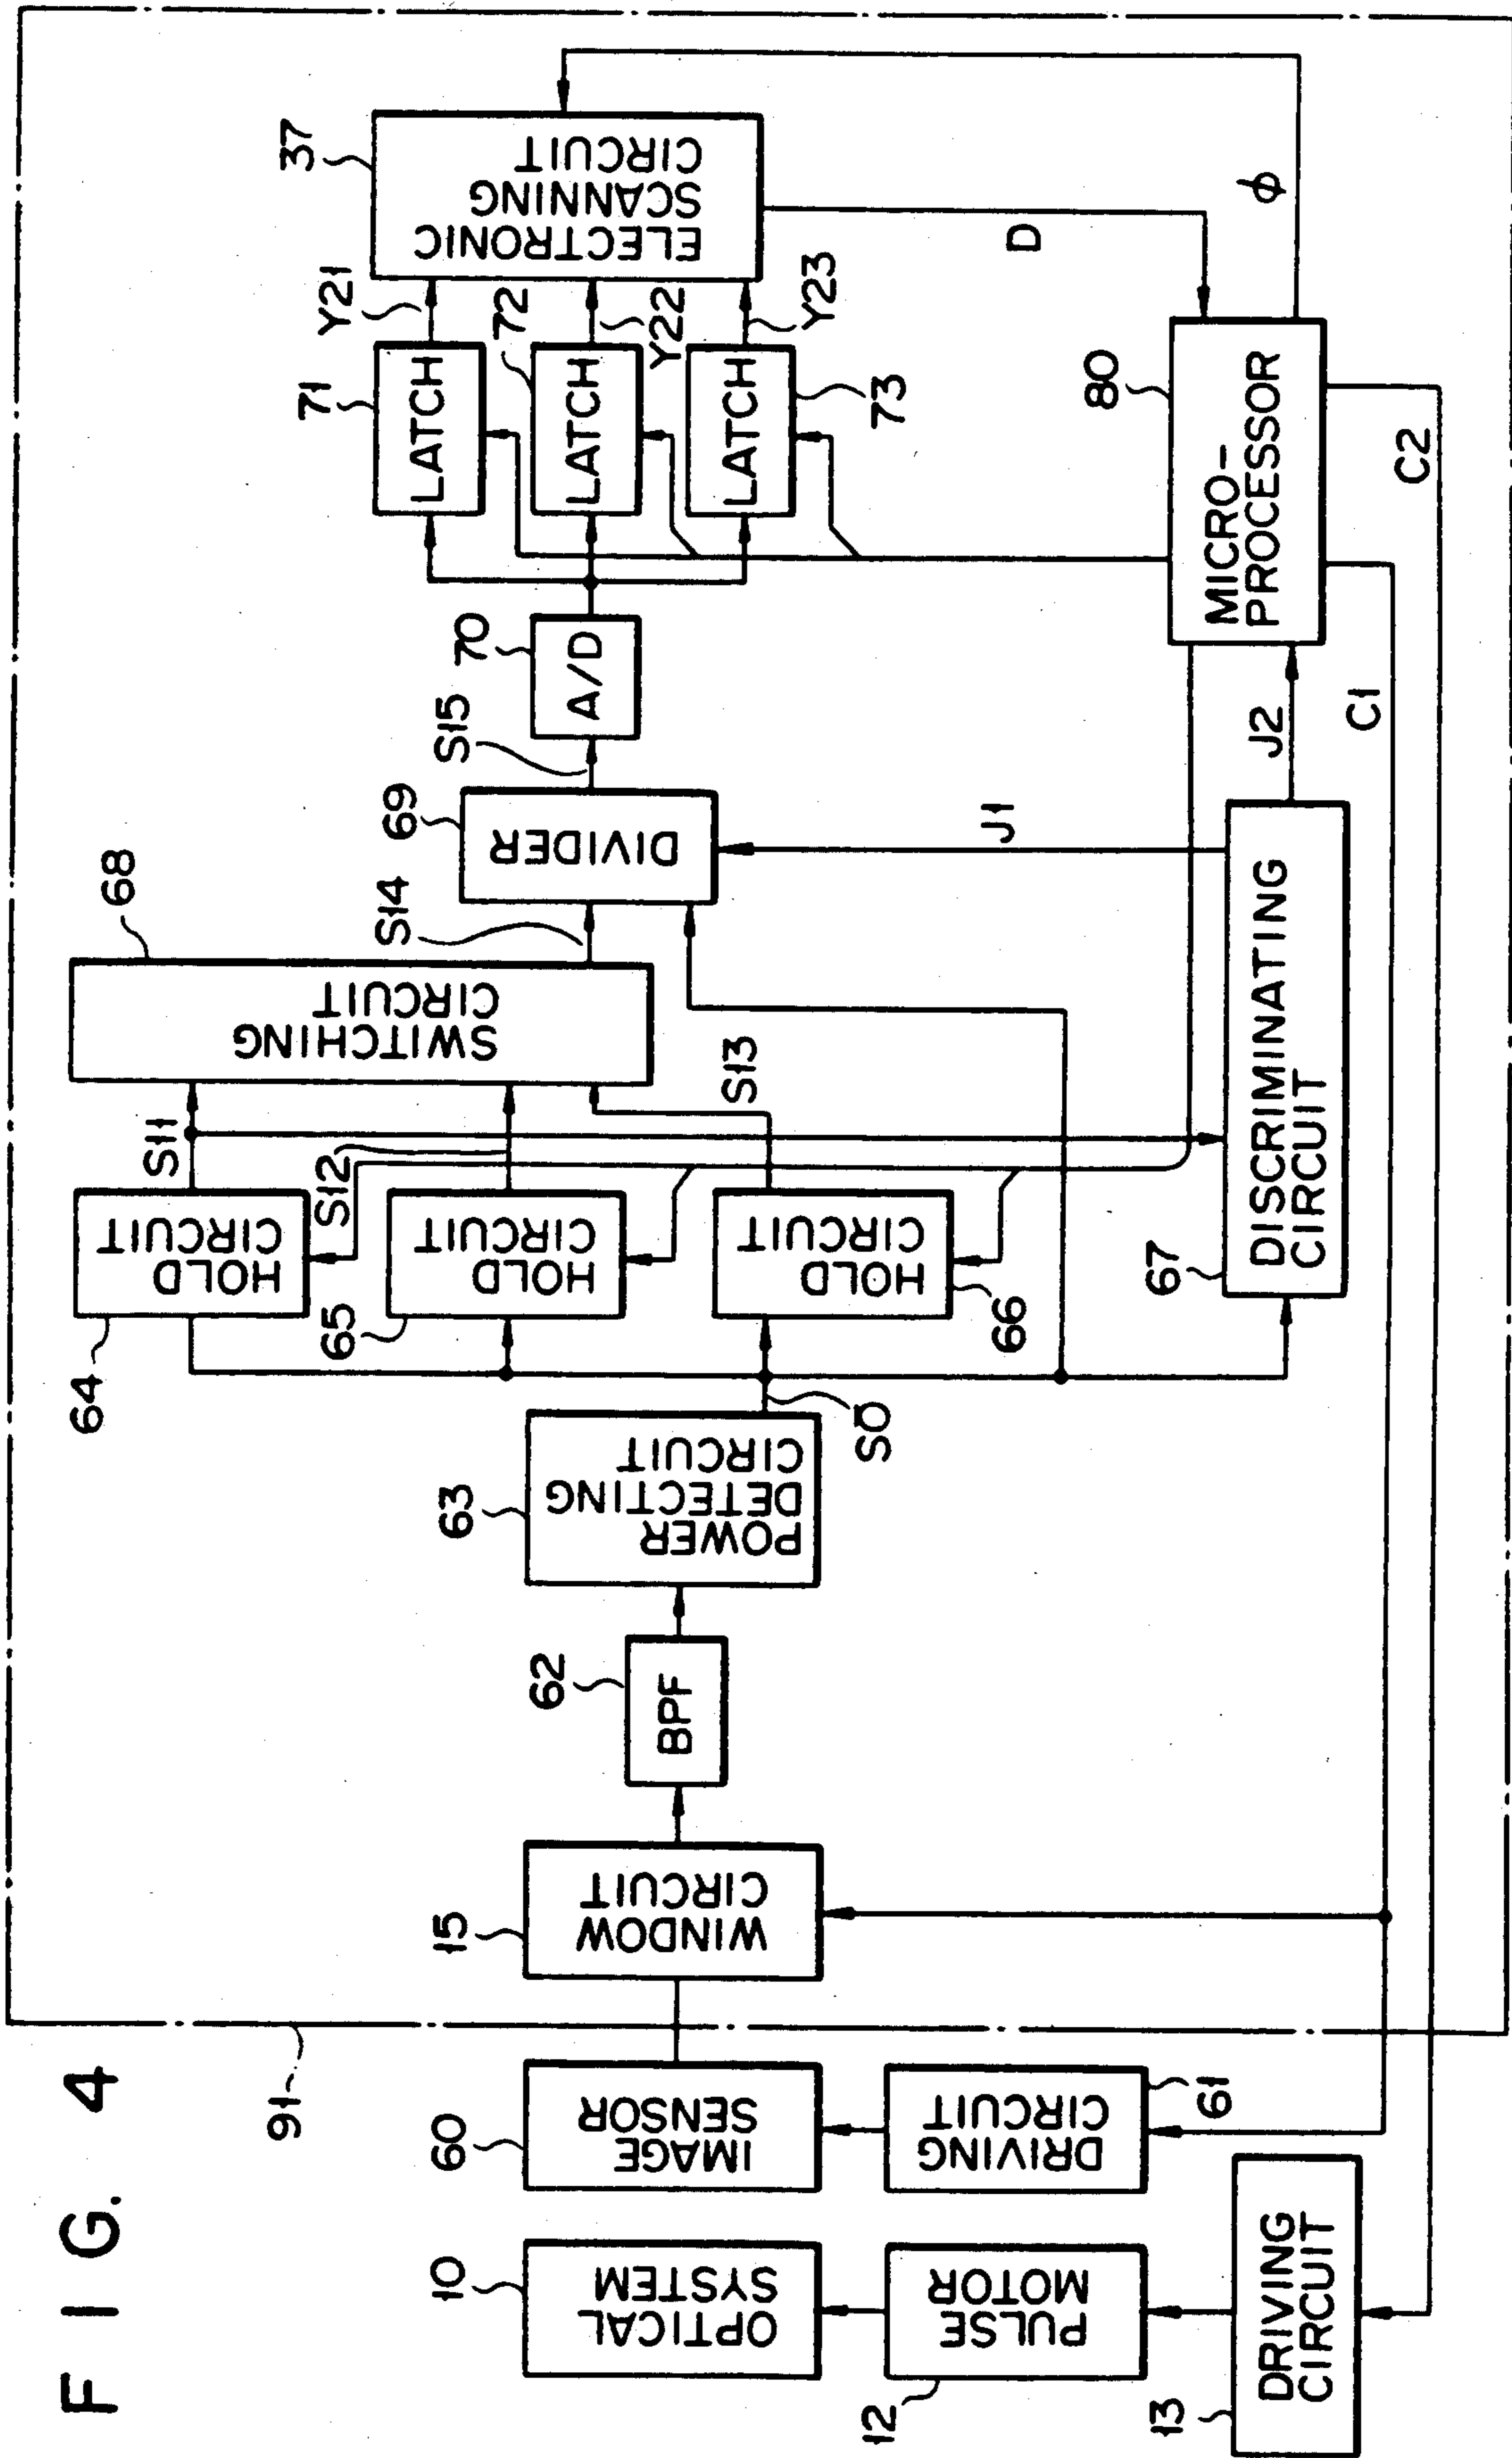 FIG. 4
91
10
OPTICAL
SYSTEM
12
PULSE
MOTOR
13
DRIVING
CIRCUIT
60
IMAGE
SENSOR
DRIVING
CIRCUIT
61
15
WINDOW
CIRCUIT
62
BPF
63
POWER
DETECTING
CIRCUIT
S0
64
HOLD
CIRCUIT
S11
65
HOLD
CIRCUIT
S12
HOLD
CIRCUIT
66
S13
67
DISCRIMINATING
CIRCUIT
68
SWITCHING
CIRCUIT
S14
69
DIVIDER
S15
J1
J2
70
A/D
71
LATCH
Y21
72
LATCH
Y22
LATCH
73
Y23
37
ELECTRONIC
SCANNING
CIRCUIT
D
φ
80
MICRO-
PROCESSOR
C1
C2